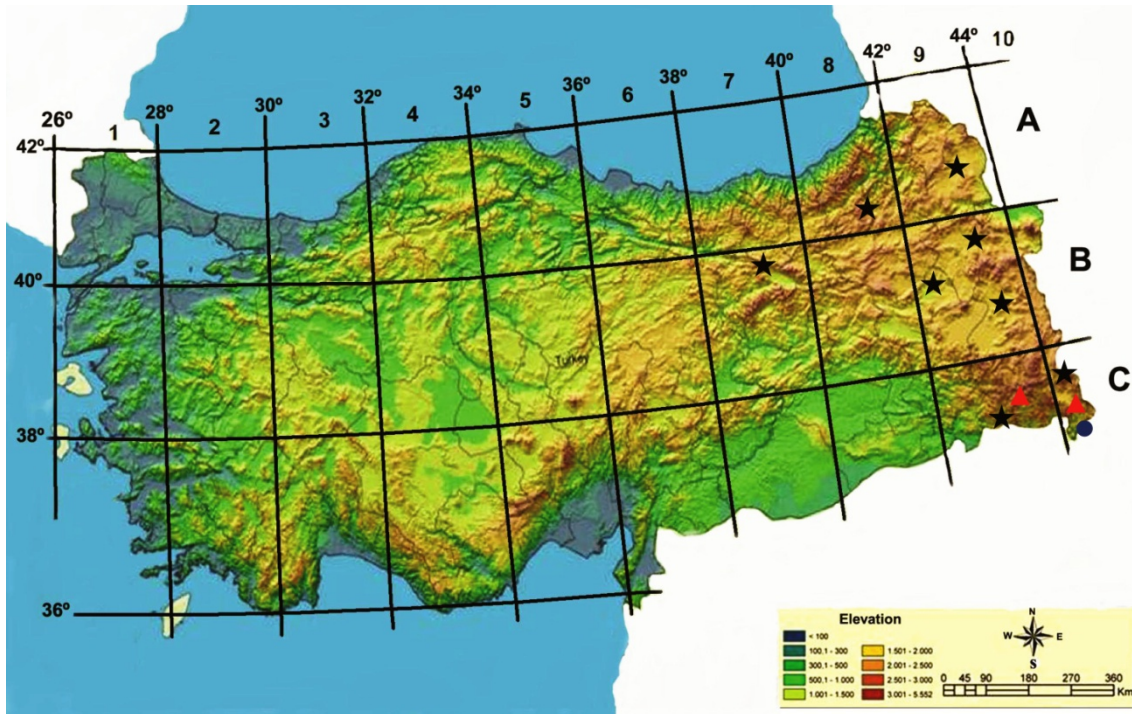 26º 28º 30º 32º 34º 36º 38º 40º 42º 44º
1 2 3 4 5 6 7 8 9 10
42º
40º
38º
36º
A
B
C
Turkey
Elevation
< 100
100.1 - 300
300.1 - 500
500.1 - 1.000
1.001 - 1.500
1.501 - 2.000
2.001 - 2.500
2.501 - 3.000
3.001 - 5.552
N
W E
S
0 45 90 180 270 360
Km